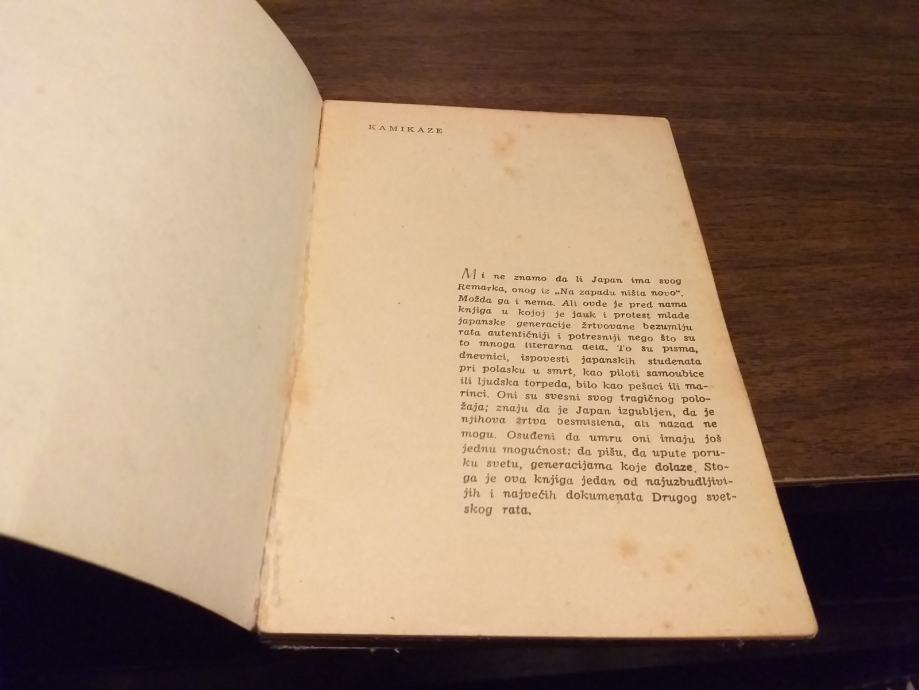 KAMIKAZE
Mi ne znamo da li Japan ima svog
Remarka, onog iz „Na zapadu ništa novo".
Možda ga i nema. Ali ovde je pred nama
knjiga u kojoj je jauk i protest mlade
japanske generacije žrtvovane bezumlju
rata autentičniji i potresniji nego što su
to mnoga literarna dela. To su pisma,
dnevnici, ispovesti japanskih studenata
pri polasku u smrt, kao piloti samoubice
ili ljudska torpeda, bilo kao pešaci ili ma-
rinci. Oni su svesni svog tragičnog polo-
žaja; znaju da je Japan izgubljen, da je
njihova žrtva besmislena, ali nazad ne
mogu. Osuđeni da umru oni imaju još
jednu mogućnost: da pišu, da upute poru-
ku svetu, generacijama koje dolaze. Sto-
ga je ova knjiga jedan od najuzbudljivi-
jih i najvećih dokumenata Drugog svet-
skog rata.